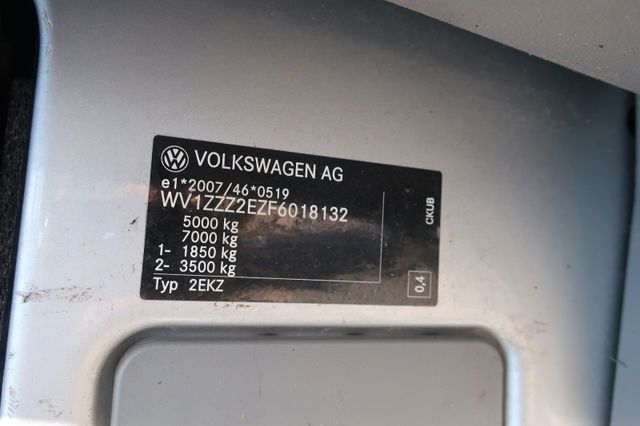 VOLKSWAGEN AG
e1*2007/46*0519
WV1ZZZ2EZF6018132
5000 kg
7000 kg
1- 1850 kg
2- 3500 kg
Typ 2EKZ
CKUB
0,4